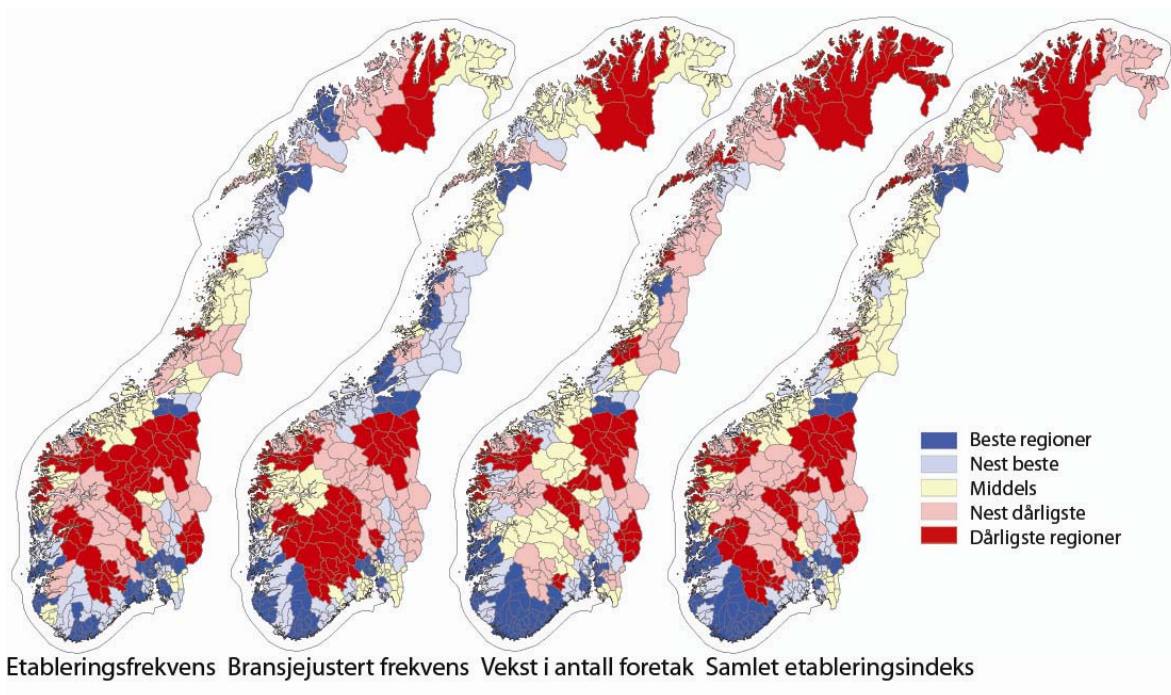 Beste regioner
Nest beste
Middels
Nest dårligste
Dårligste regioner
Etableringsfrekvens Bransjejustert frekvens Vekst i antall foretak Samlet etableringsindeks